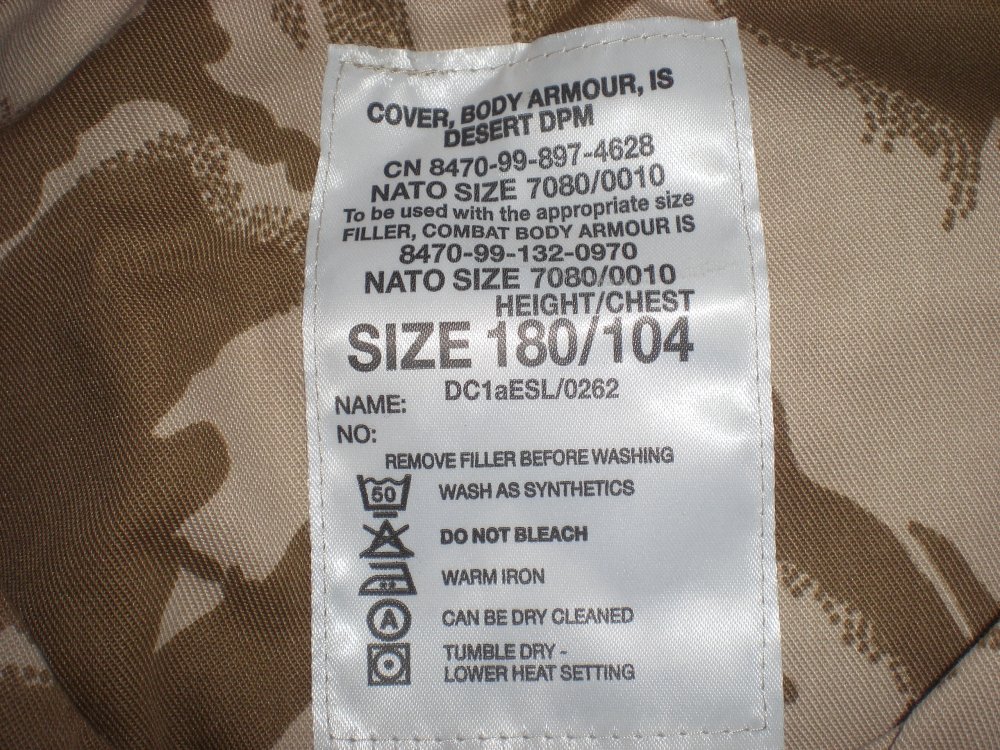 COVER, BODY ARMOUR, IS
DESERT DPM
CN 8470-99-897-4628
NATO SIZE 7080/0010
To be used with the appropriate size
FILLER, COMBAT BODY ARMOUR IS
8470-99-132-0970
NATO SIZE 7080/0010
HEIGHT/CHEST
SIZE 180/104
DC1aESL/0262
NAME:
NO:
REMOVE FILLER BEFORE WASHING
50 WASH AS SYNTHETICS
DO NOT BLEACH
WARM IRON
A CAN BE DRY CLEANED
TUMBLE DRY -
LOWER HEAT SETTING